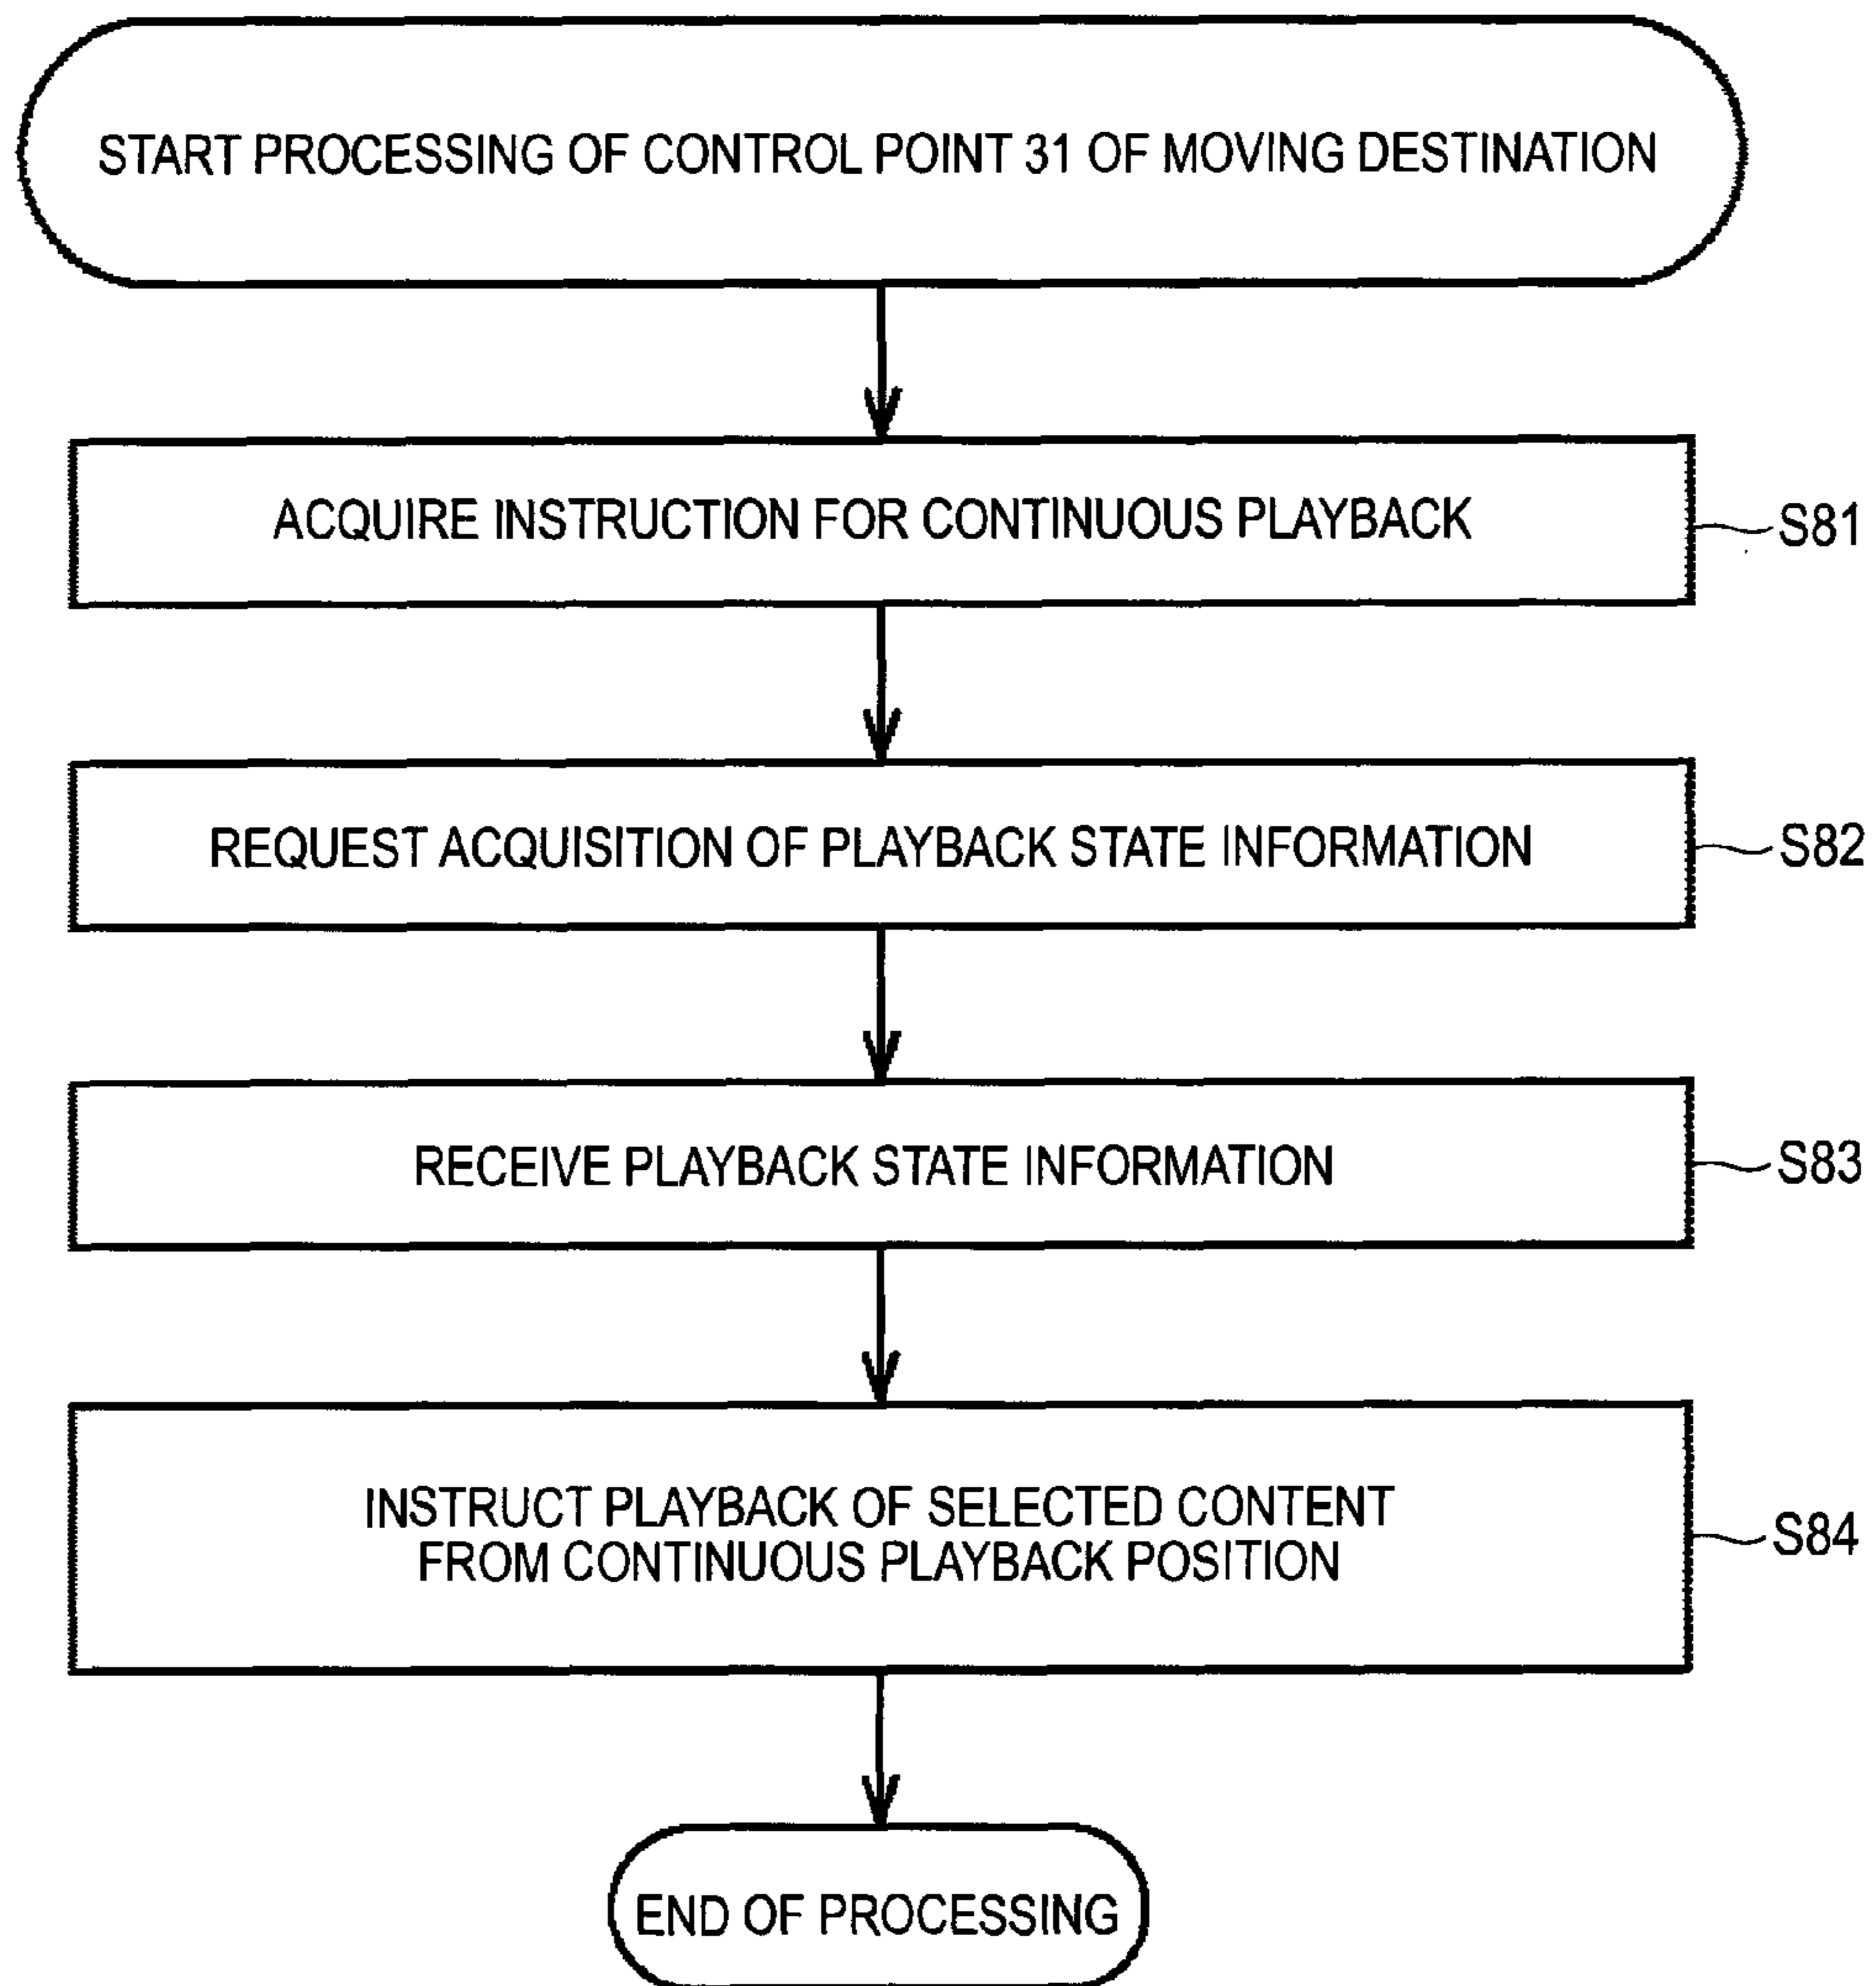 START PROCESSING OF CONTROL POINT 31 OF MOVING DESTINATION
ACQUIRE INSTRUCTION FOR CONTINUOUS PLAYBACK
S81
REQUEST ACQUISITION OF PLAYBACK STATE INFORMATION
S82
RECEIVE PLAYBACK STATE INFORMATION
S83
INSTRUCT PLAYBACK OF SELECTED CONTENT
FROM CONTINUOUS PLAYBACK POSITION
S84
END OF PROCESSING